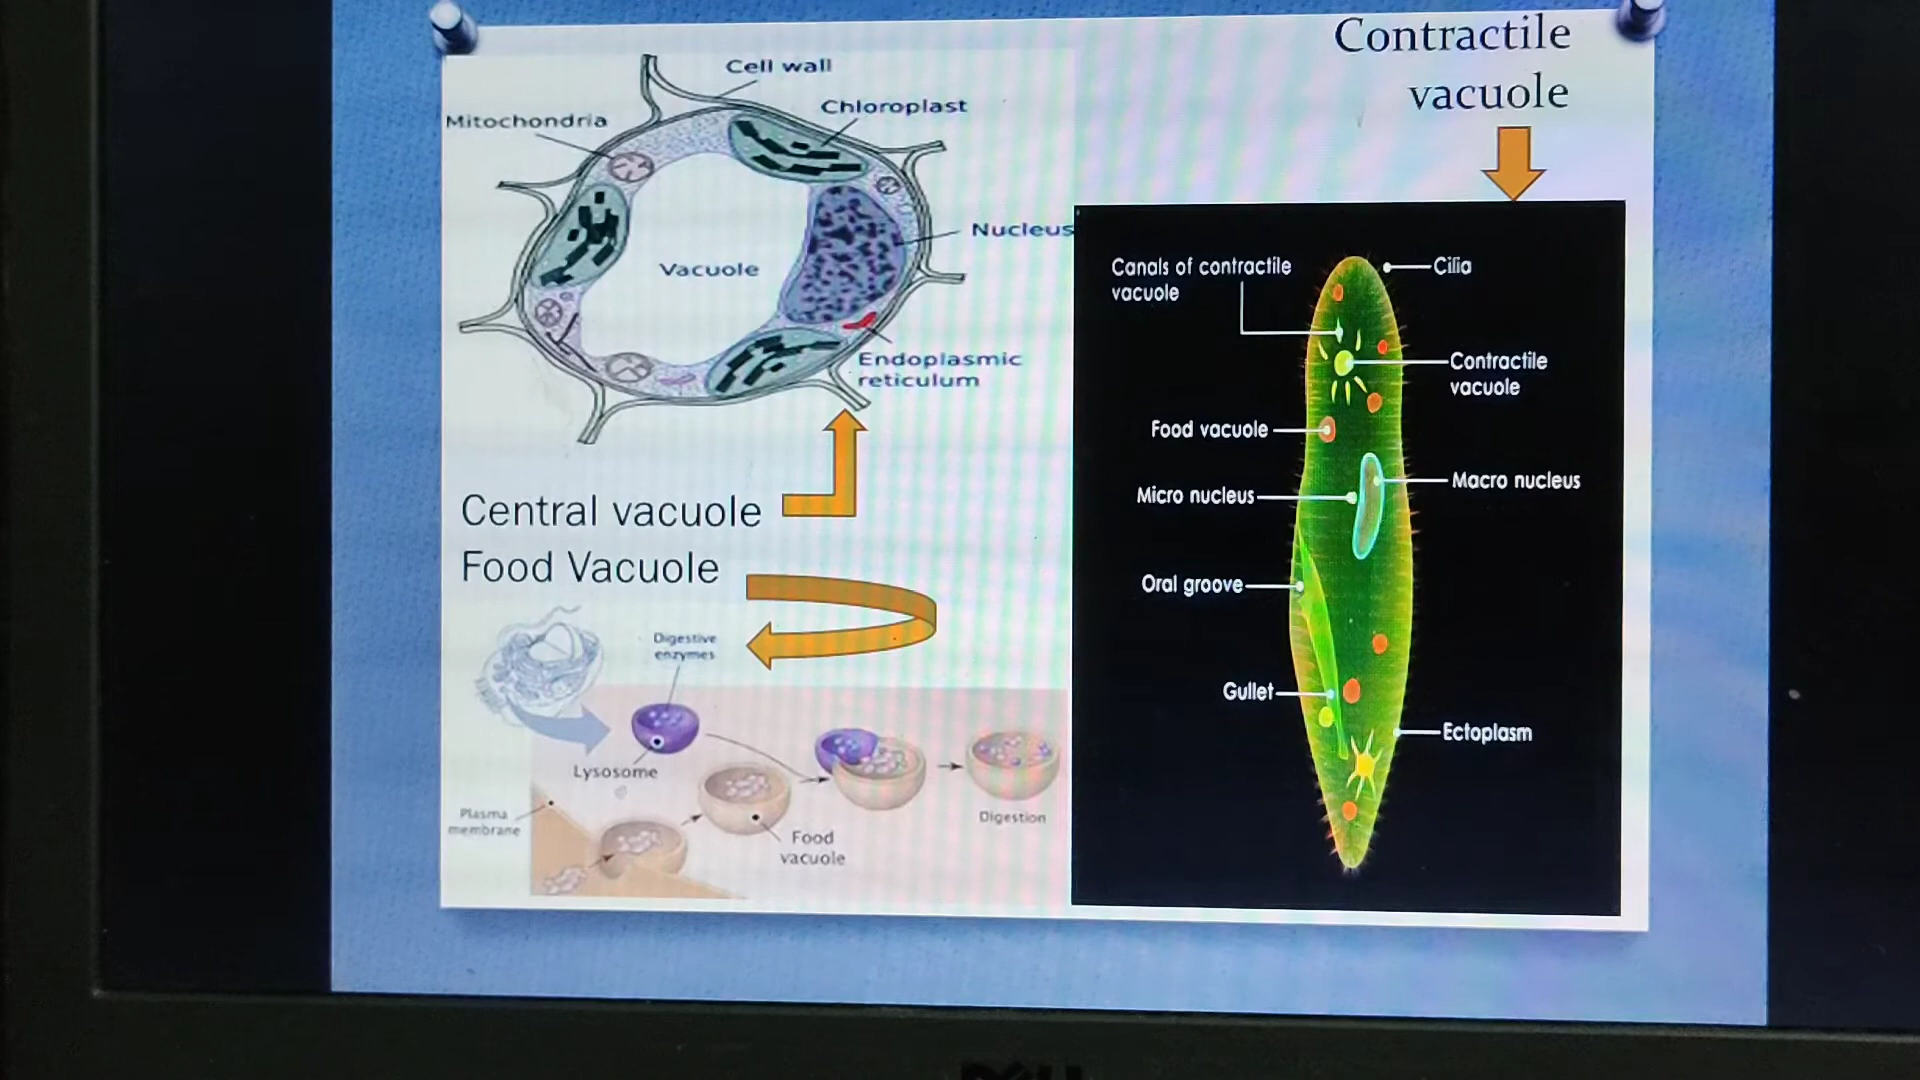 Contractile
vacuole
Cell wall
Chloroplast
Mitochondria
Nucleus
Vacuole
Endoplasmic
reticulum
Central vacuole
Food Vacuole
Digestive
enzymes
Lysosome
Plasma
membrane
Food
vacuole
Digestion
Canals of contractile
vacuole
Cilia
Contractile
vacuole
Food vacuole
Macro nucleus
Micro nucleus
Oral groove
Gullet
Ectoplasm
DELL